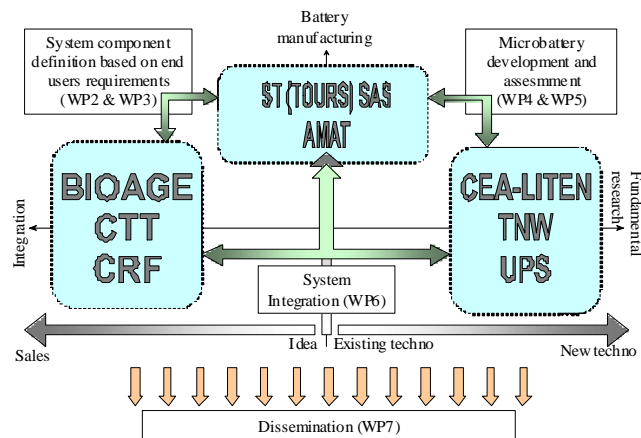 Battery
manufacturing
System component
definition based on end
users requirements
(WP2 & WP3)
Microbattery
development and
assesmment
(WP4 & WP5)
ST (TOURS) SAS
AMAT
BIOAGE
CTT
CRF
CEA-LITEN
TNW
UPS
Integration
Fundamental
research
System
Integration (WP6)
Sales
Idea
Existing techno
New techno
Dissemination (WP7)